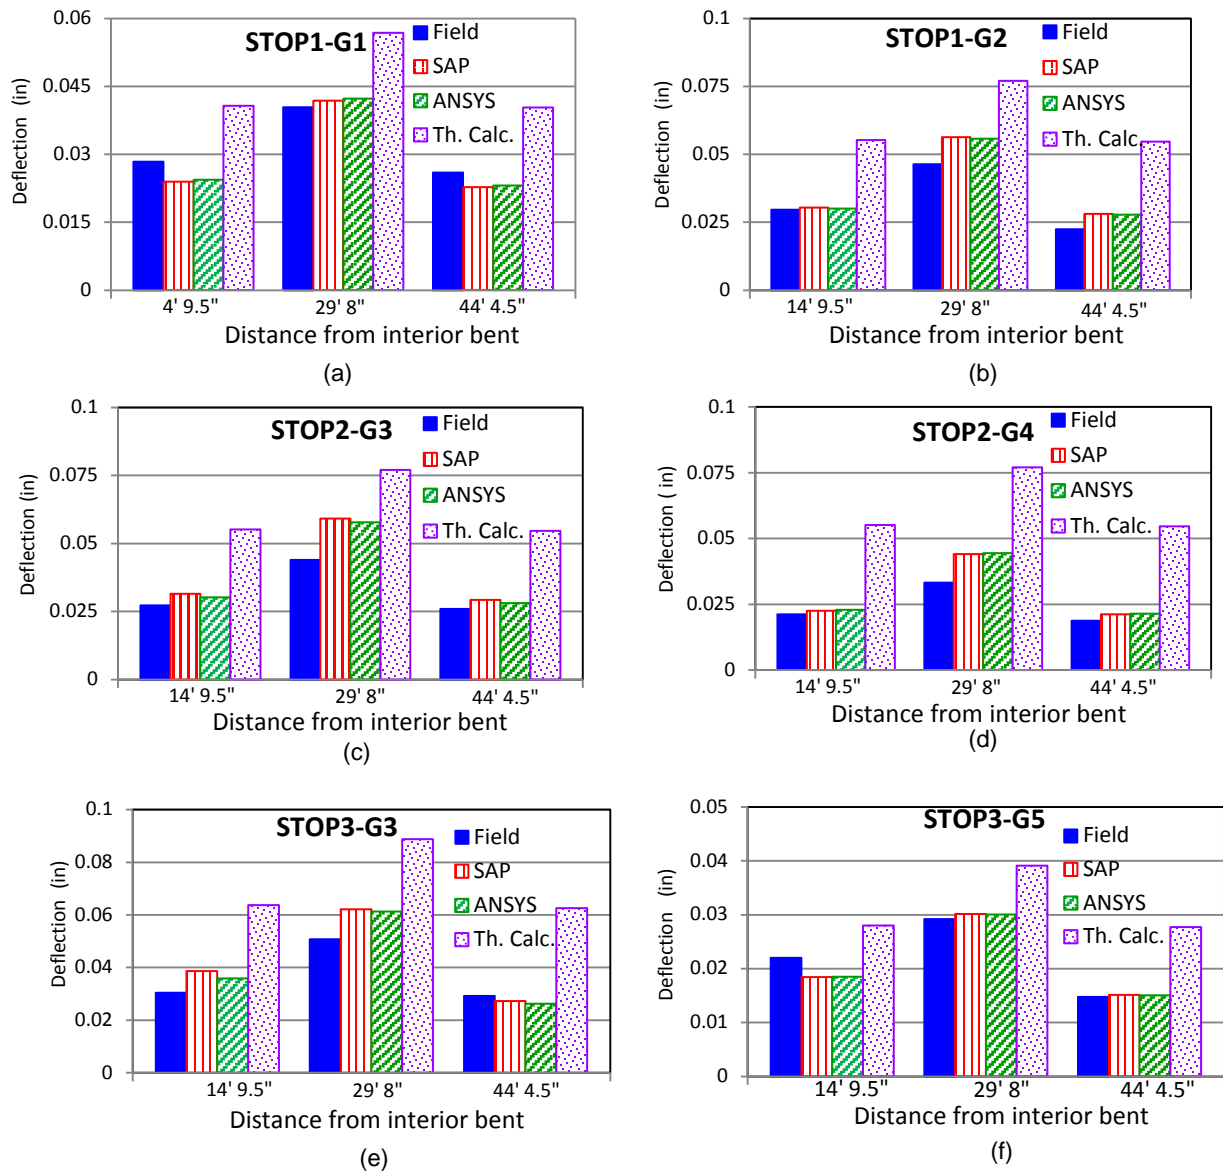 STOP1-G1
Field
SAP
ANSYS
Th. Calc.
Deflection (in)
0.06
0.045
0.03
0.015
0
4' 9.5" 29' 8" 44' 4.5"
Distance from interior bent
(a)
STOP1-G2
Field
SAP
ANSYS
Th. Calc.
Deflection (in)
0.1
0.075
0.05
0.025
0
14' 9.5" 29' 8" 44' 4.5"
Distance from interior bent
(b)
STOP2-G3
Field
SAP
ANSYS
Th. Calc.
Deflection (in)
0.1
0.075
0.05
0.025
0
14' 9.5" 29' 8" 44' 4.5"
Distance from interior bent
(c)
STOP2-G4
Field
SAP
ANSYS
Th. Calc.
Deflection ( in)
0.1
0.075
0.05
0.025
0
14' 9.5" 29' 8" 44' 4.5"
Distance from interior bent
(d)
STOP3-G3
Field
SAP
ANSYS
Th. Calc.
Deflection (in)
0.1
0.08
0.06
0.04
0.02
0
14' 9.5" 29' 8" 44' 4.5"
Distance from interior bent
(e)
STOP3-G5
Field
SAP
ANSYS
Th. Calc.
Deflection (in)
0.05
0.04
0.03
0.02
0.01
0
14' 9.5" 29' 8" 44' 4.5"
Distance from interior bent
(f)